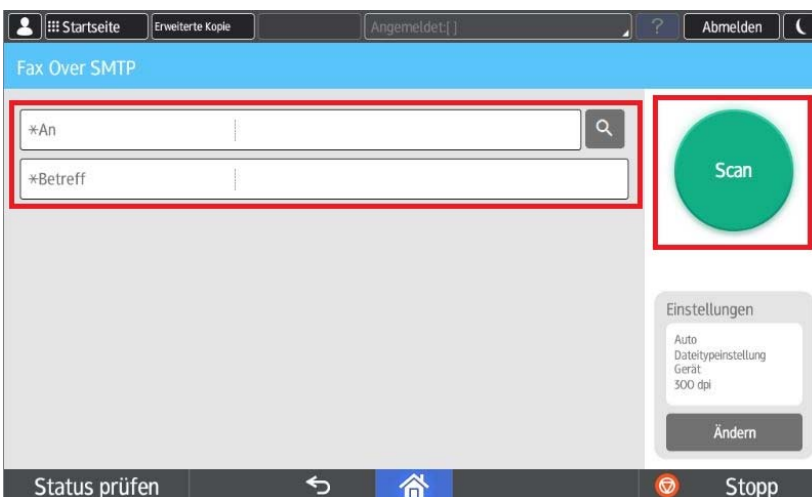 Startseite
Erweiterte Kopie
Angemeldet:[ ]
?
Abmelden
Fax Over SMTP
*An
*Betreff
Scan
Einstellungen
Auto
Dateitypeinstellung
Gerät
300 dpi
Ändern
Status prüfen
Stopp